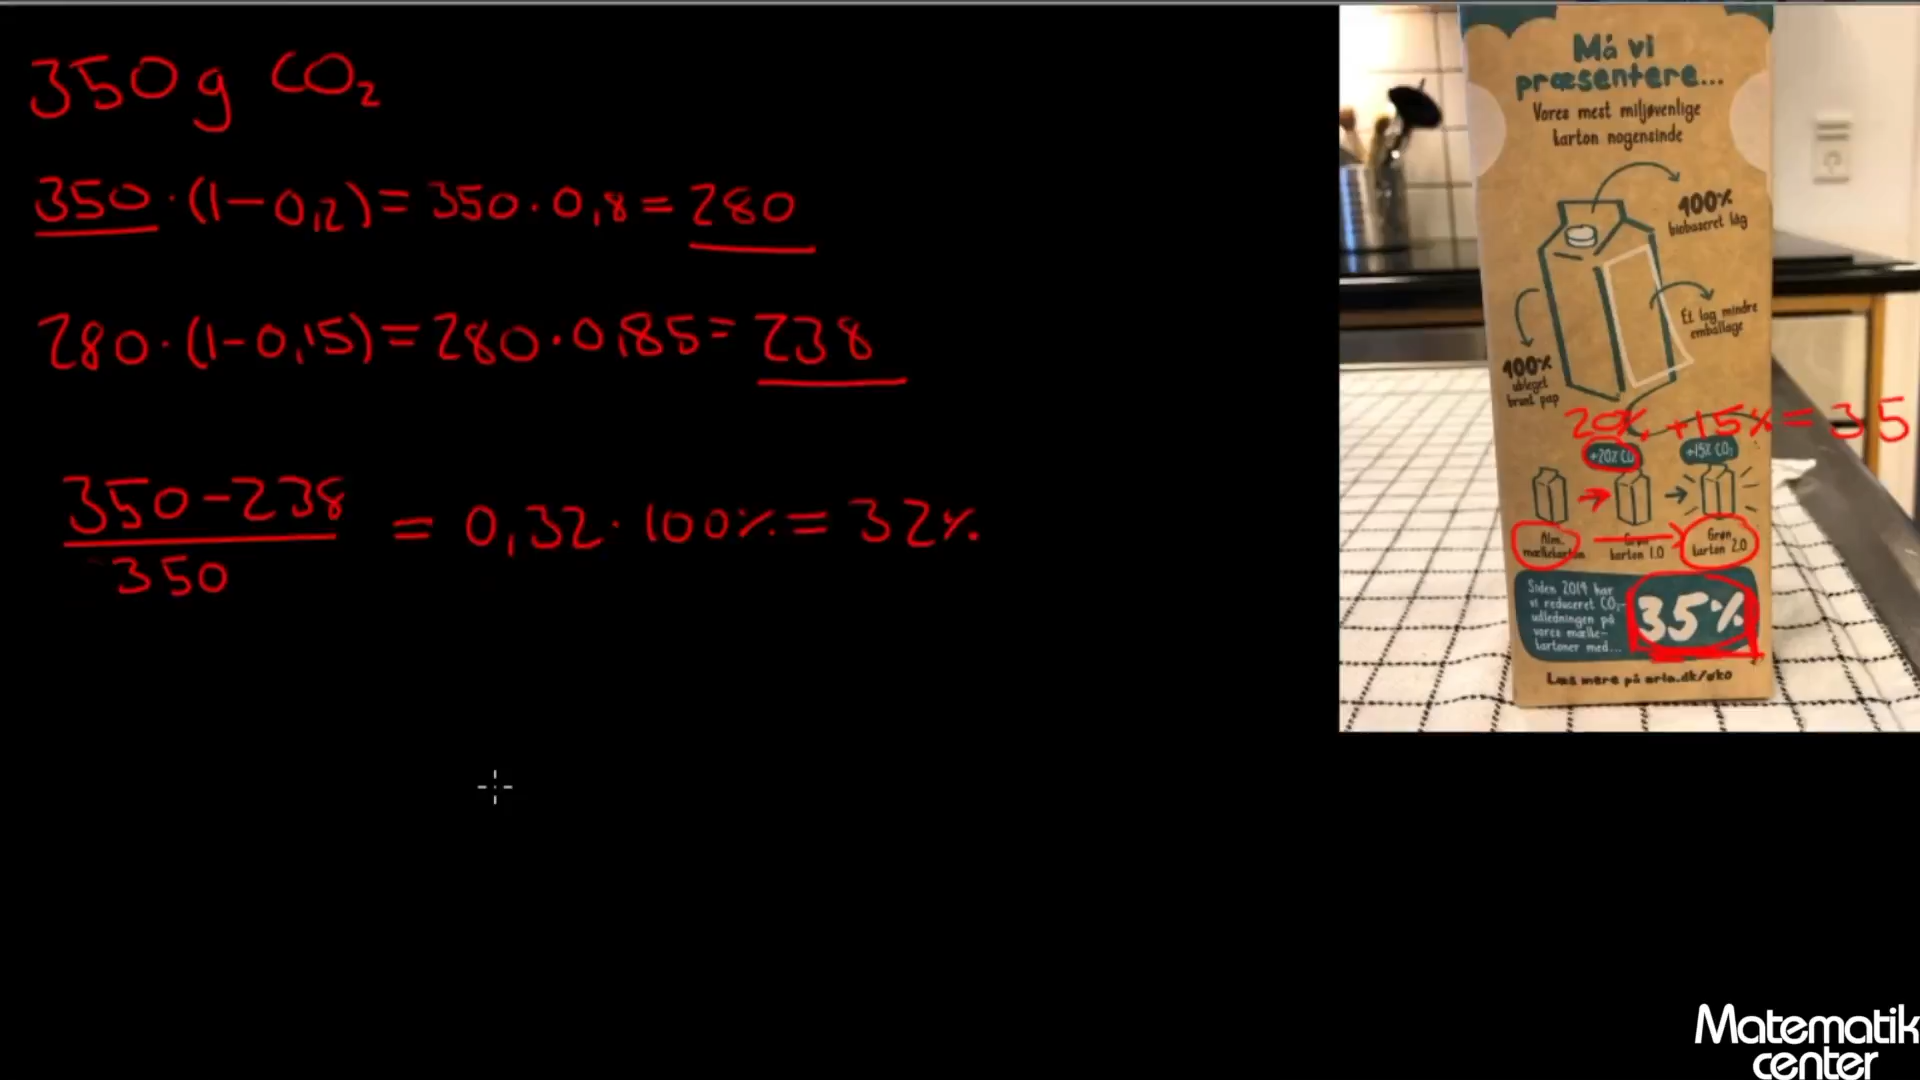 350g CO₂
350 · (1-0,2) = 350 · 0,8 = 280
280 · (1-0,15) = 280 · 0,85 = 238
350-238
350
= 0,32 · 100% = 32%
Må vi
præsentere...
Vores mest miljøvenlige
karton nogensinde
100%
biobaseret låg
Et lag mindre
emballage
100%
ubleget
brunt pap
20% +15% = 35
+20% CO
+15% CO₂
Alm.
mælkekarton
Grøn
karton 1.0
Grøn
karton 2.0
Siden 2019 har
vi reduceret CO₂-
udledningen på
vores mælke-
kartoner med...
35%
Læs mere på arla.dk/øko
Matematik
center